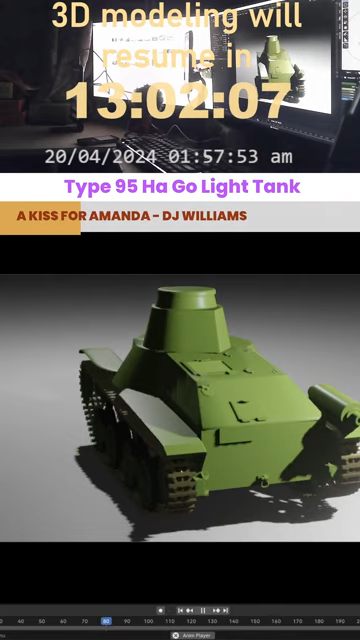 3D modeling will
resume in
13:02:07
20/04/2024 01:57:53 am
Type 95 Ha Go Light Tank
A KISS FOR AMANDA - DJ WILLIAMS
40 50 60 70 80 90 100 110 120 130 140 150 160 170 180 190
Anim Player